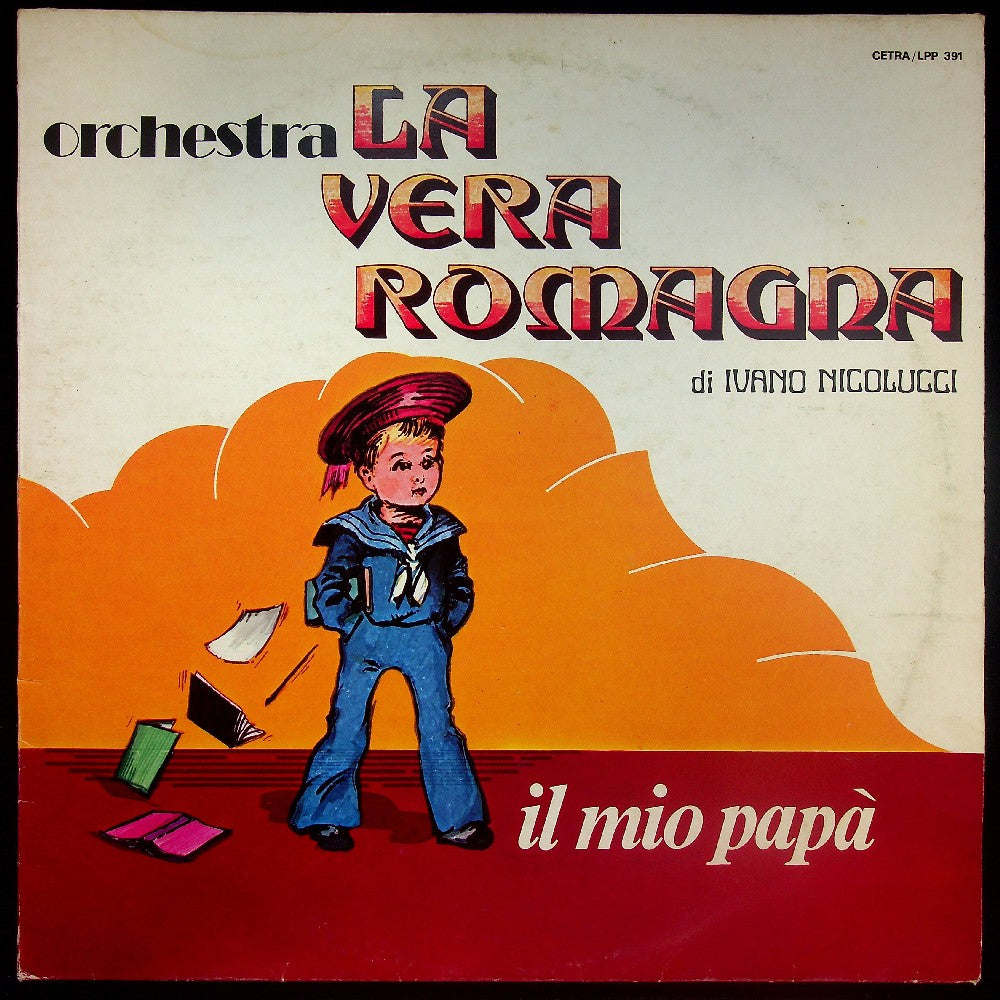 CETRA/LPP 391
orchestra LA
VERA
ROMAGNA
di IVANO NICOLUCCI
il mio papà